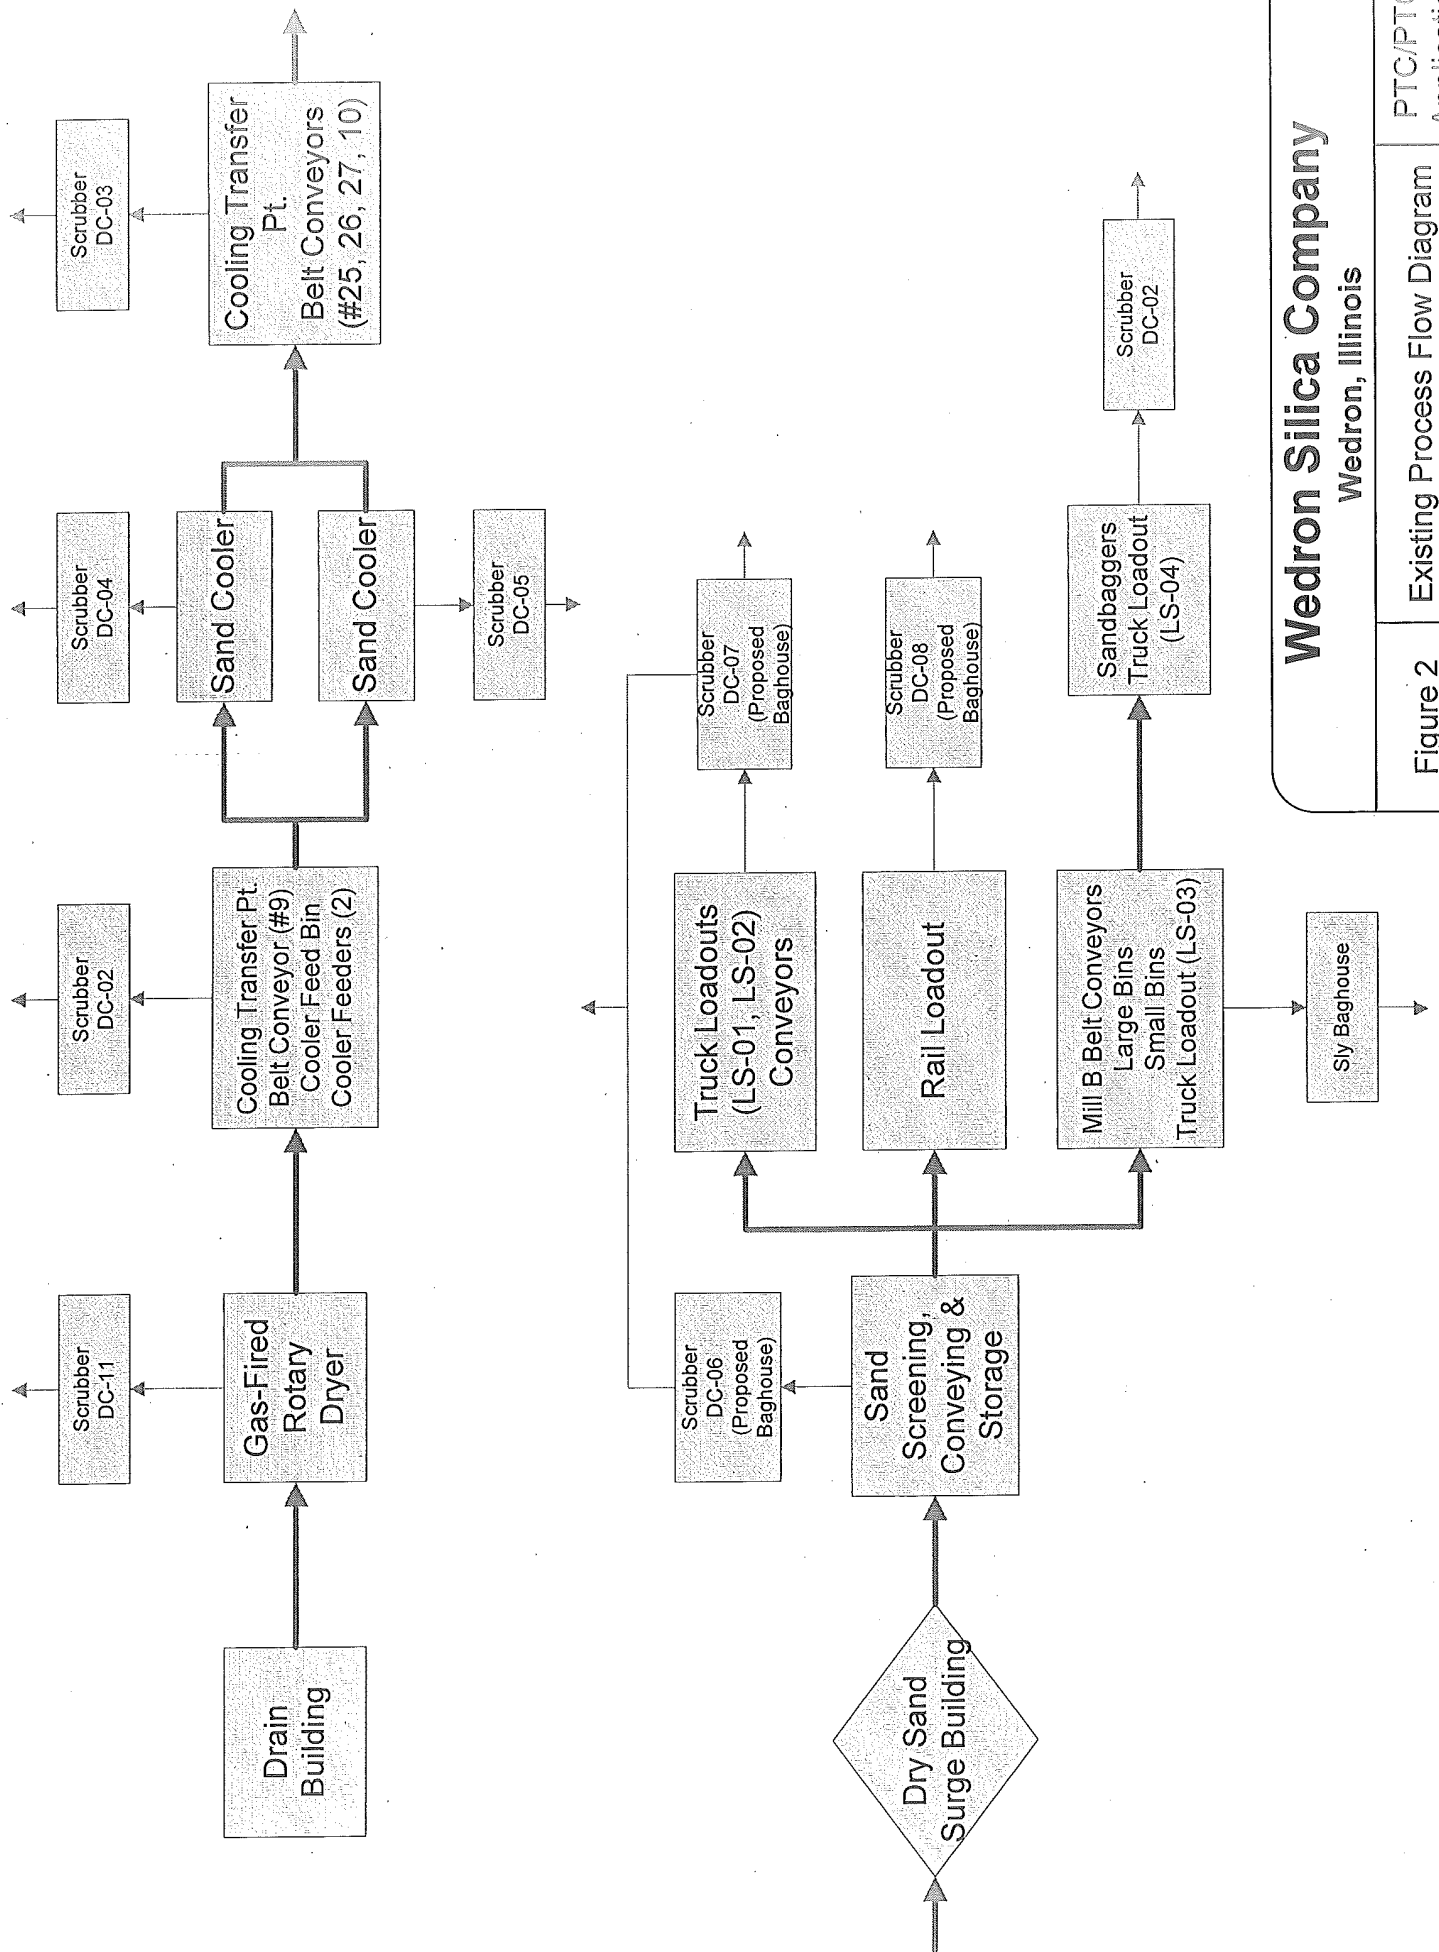 Scrubber
DC-11
Scrubber
DC-02
Scrubber
DC-04
Scrubber
DC-03
Drain
Building
Gas-Fired
Rotary
Dryer
Cooling Transfer Pt.
Belt Conveyor (#9)
Cooler Feed Bin
Cooler Feeders (2)
Sand Cooler
Sand Cooler
Cooling Transfer
Pt.
Belt Conveyors
(#25, 26, 27, 10)
Scrubber
DC-05
Scrubber
DC-06
(Proposed
Baghouse)
Truck Loadouts
(LS-01, LS-02)
Conveyors
Scrubber
DC-07
(Proposed
Baghouse)
Dry Sand
Surge Building
Sand
Screening,
Conveying &
Storage
Rail Loadout
Scrubber
DC-08
(Proposed
Baghouse)
Mill B Belt Conveyors
Large Bins
Small Bins
Truck Loadout (LS-03)
Sandbaggers
Truck Loadout
(LS-04)
Scrubber
DC-02
Sly Baghouse
Wedron Silica Company
Wedron, Illinois
Figure 2
Existing Process Flow Diagram